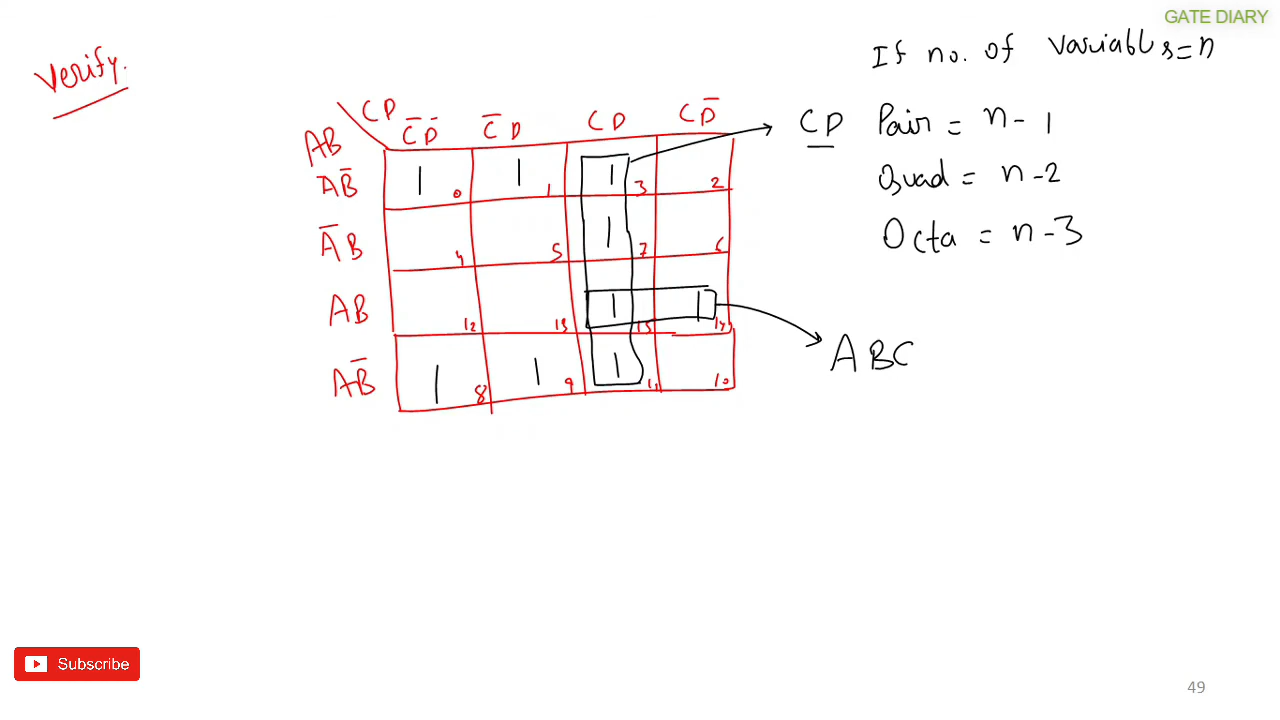 GATE DIARY
Verify.
If no. of variables = n
CD Pair = n - 1
Quad = n - 2
Octa = n - 3
CD
AB
C̅D̅ C̅D CD CD̅
A̅B̅ 1 0 1 1 1 3 2
A̅B 4 5 1 7 6
AB 12 13 1 15 1 14
AB̅ 1 8 1 9 1 11 10
ABC
Subscribe
49